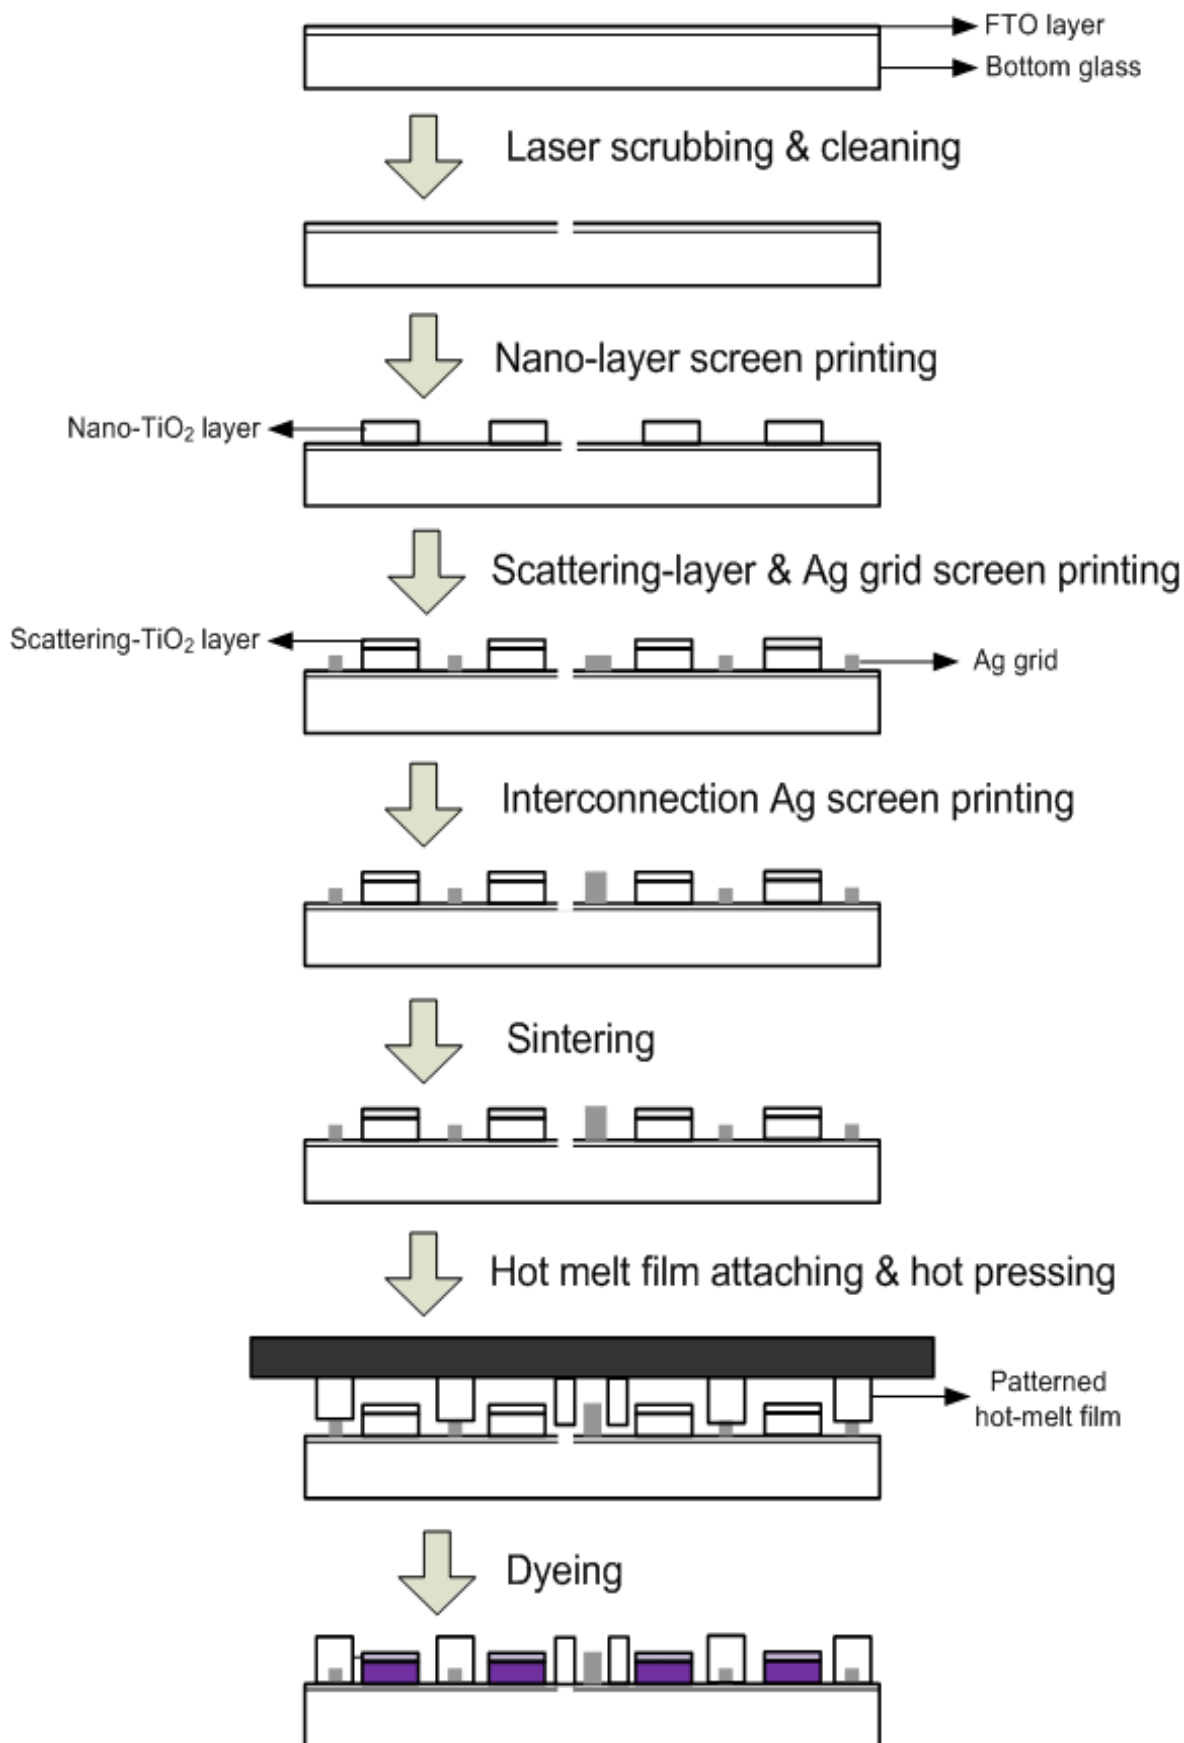 FTO layer
Bottom glass
Laser scrubbing & cleaning
Nano-layer screen printing
Nano-TiO₂ layer
Scattering-layer & Ag grid screen printing
Scattering-TiO₂ layer
Ag grid
Interconnection Ag screen printing
Sintering
Hot melt film attaching & hot pressing
Patterned
hot-melt film
Dyeing